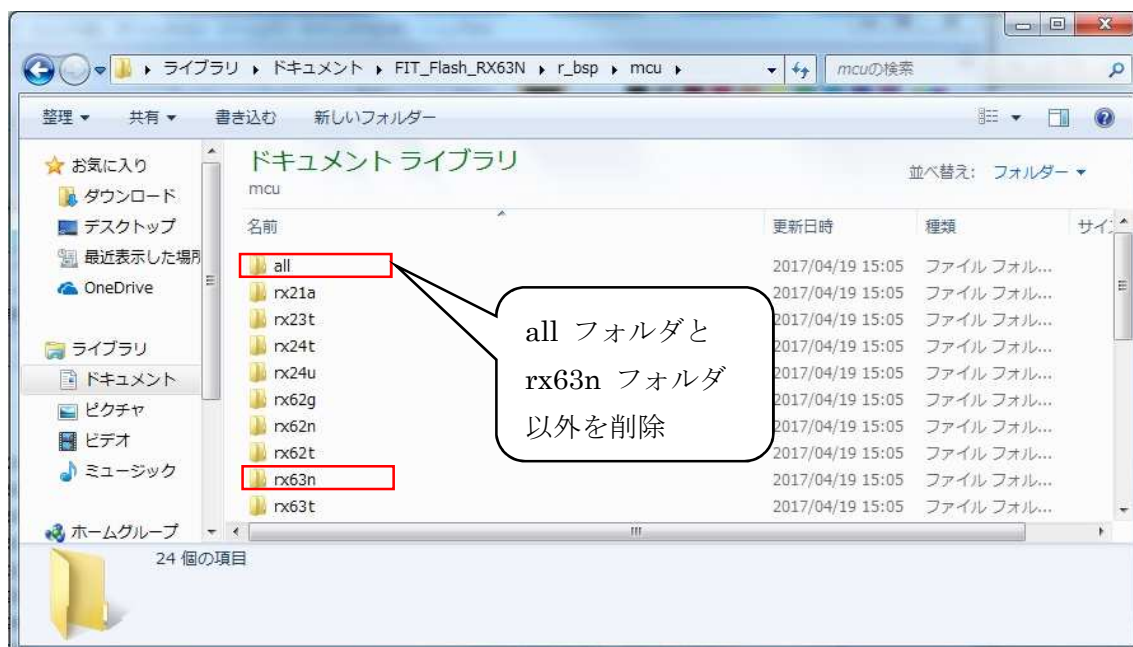 ライブラリ ▸ ドキュメント ▸ FIT_Flash_RX63N ▸ r_bsp ▸ mcu ▸ mcuの検索
整理 ▼ 共有 ▼ 書き込む 新しいフォルダー
お気に入り
ダウンロード
デスクトップ
最近表示した場所
OneDrive
ライブラリ
ドキュメント
ピクチャ
ビデオ
ミュージック
ホームグループ
ドキュメント ライブラリ
mcu
並べ替え: フォルダー ▼
名前 更新日時 種類 サイ
all 2017/04/19 15:05 ファイル フォル...
rx21a 2017/04/19 15:05 ファイル フォル...
rx23t 2017/04/19 15:05 ファイル フォル...
rx24t 2017/04/19 15:05 ファイル フォル...
rx24u 2017/04/19 15:05 ファイル フォル...
rx62g 2017/04/19 15:05 ファイル フォル...
rx62n 2017/04/19 15:05 ファイル フォル...
rx62t 2017/04/19 15:05 ファイル フォル...
rx63n 2017/04/19 15:05 ファイル フォル...
rx63t 2017/04/19 15:05 ファイル フォル...
all フォルダと
rx63n フォルダ
以外を削除
24 個の項目